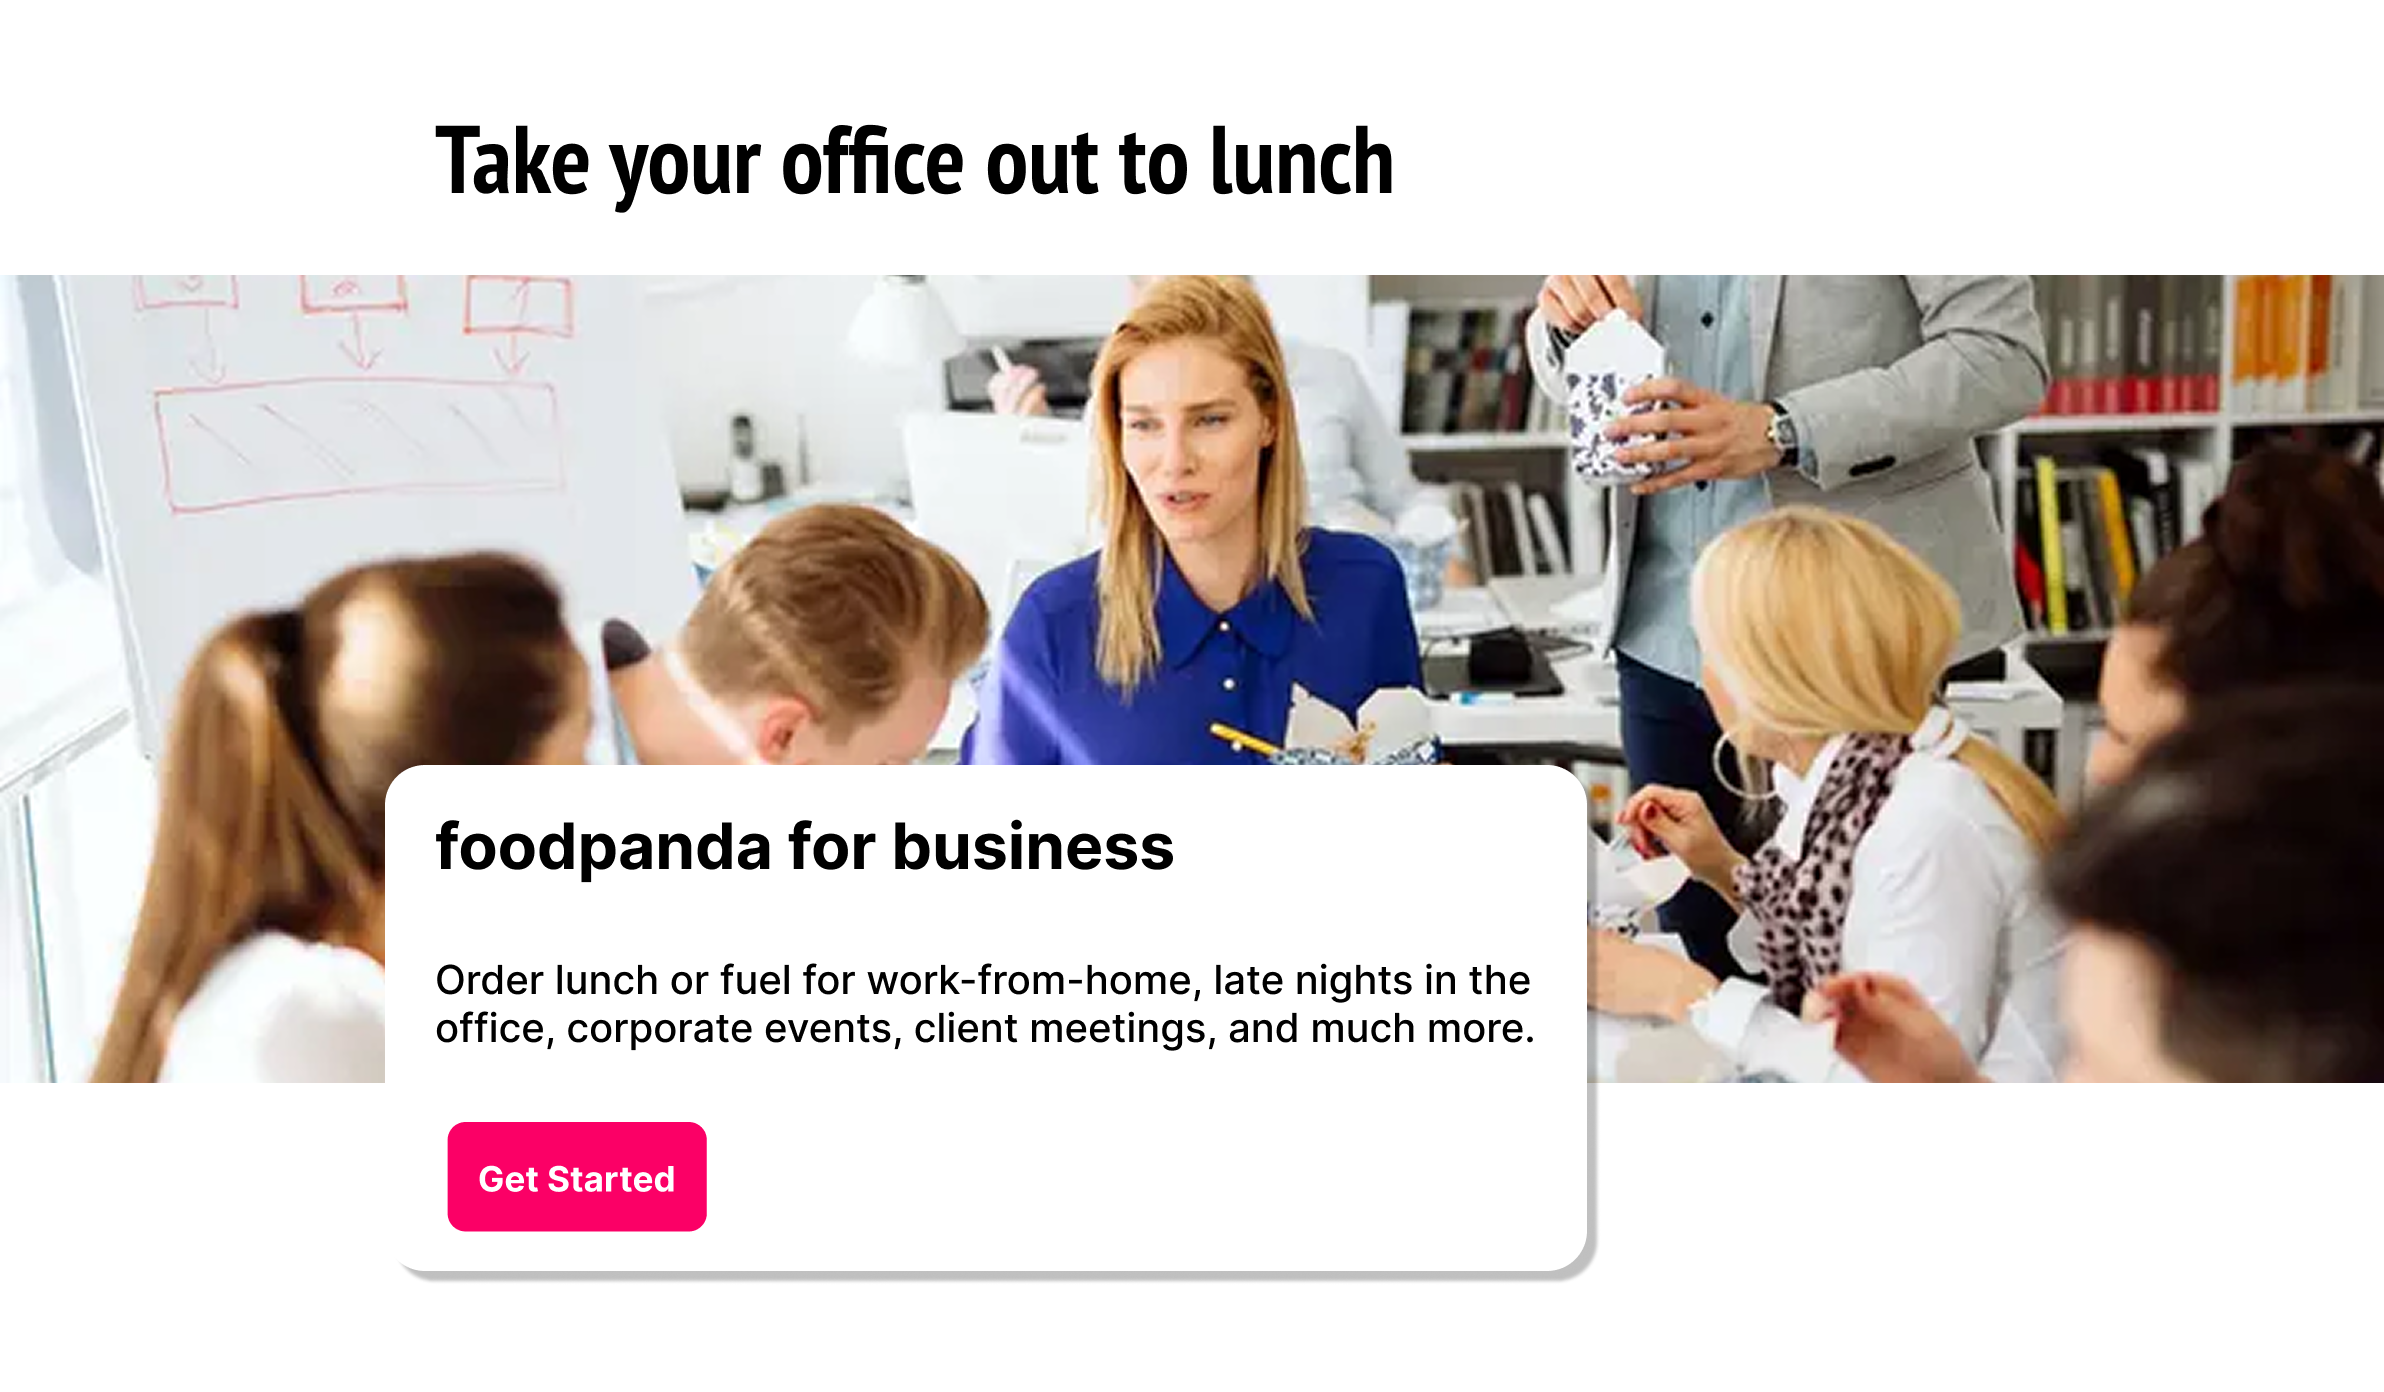 Take your office out to lunch
foodpanda for business
Order lunch or fuel for work-from-home, late nights in the
office, corporate events, client meetings, and much more.
Get Started